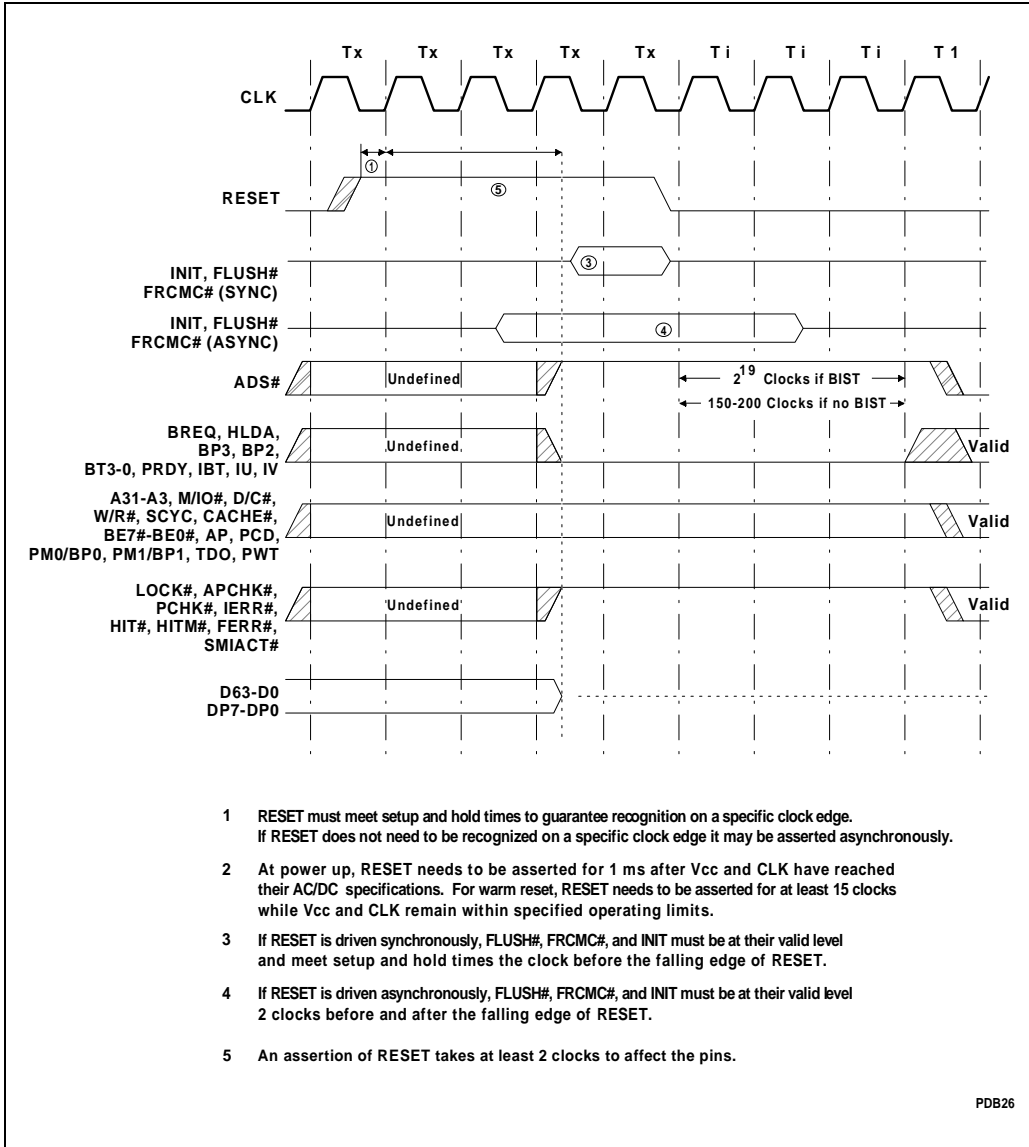 Tx Tx Tx Tx Tx Ti Ti Ti T1
CLK
①
RESET
⑤
③
INIT, FLUSH#
FRCMC# (SYNC)
INIT, FLUSH#
FRCMC# (ASYNC)
④
ADS#
Undefined
2^19 Clocks if BIST
150-200 Clocks if no BIST
BREQ, HLDA,
BP3, BP2,
BT3-0, PRDY, IBT, IU, IV
Undefined
Valid
A31-A3, M/IO#, D/C#,
W/R#, SCYC, CACHE#,
BE7#-BE0#, AP, PCD,
PM0/BP0, PM1/BP1, TDO, PWT
Undefined
Valid
LOCK#, APCHK#,
PCHK#, IERR#,
HIT#, HITM#, FERR#,
SMIACT#
Undefined
Valid
D63-D0
DP7-DP0
1 RESET must meet setup and hold times to guarantee recognition on a specific clock edge.
If RESET does not need to be recognized on a specific clock edge it may be asserted asynchronously.
2 At power up, RESET needs to be asserted for 1 ms after Vcc and CLK have reached
their AC/DC specifications. For warm reset, RESET needs to be asserted for at least 15 clocks
while Vcc and CLK remain within specified operating limits.
3 If RESET is driven synchronously, FLUSH#, FRCMC#, and INIT must be at their valid level
and meet setup and hold times the clock before the falling edge of RESET.
4 If RESET is driven asynchronously, FLUSH#, FRCMC#, and INIT must be at their valid level
2 clocks before and after the falling edge of RESET.
5 An assertion of RESET takes at least 2 clocks to affect the pins.
PDB26